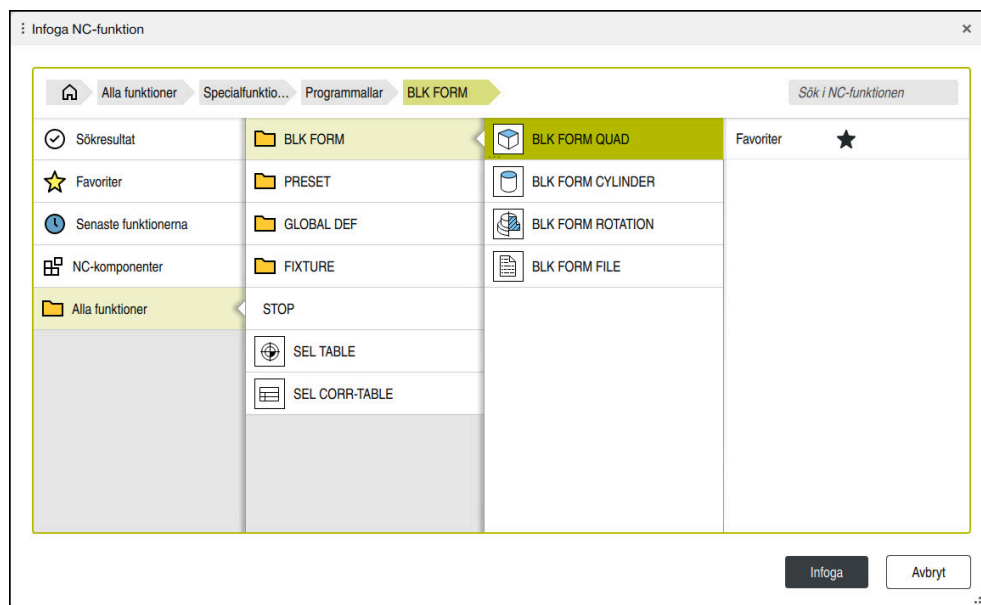 Infoga NC-funktion
Alla funktioner
Specialfunktio...
Programmallar
BLK FORM
Sök i NC-funktionen
Sökresultat
Favoriter
Senaste funktionerna
NC-komponenter
Alla funktioner
BLK FORM
PRESET
GLOBAL DEF
FIXTURE
STOP
SEL TABLE
SEL CORR-TABLE
BLK FORM QUAD
BLK FORM CYLINDER
BLK FORM ROTATION
BLK FORM FILE
Favoriter
Infoga
Avbryt